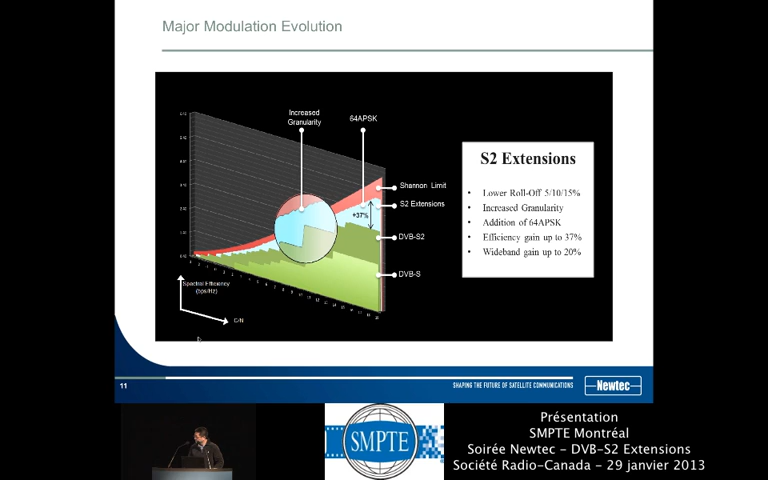 Major Modulation Evolution
Increased
Granularity
64APSK
Shannon Limit
S2 Extensions
+37%
DVB-S2
DVB-S
Spectral Efficiency
(bps/Hz)
C/N
S2 Extensions
• Lower Roll-Off 5/10/15%
• Increased Granularity
• Addition of 64APSK
• Efficiency gain up to 37%
• Wideband gain up to 20%
11
SHAPING THE FUTURE OF SATELLITE COMMUNICATIONS
Newtec
SMPTE
Présentation
SMPTE Montréal
Soirée Newtec – DVB-S2 Extensions
Société Radio-Canada – 29 janvier 2013